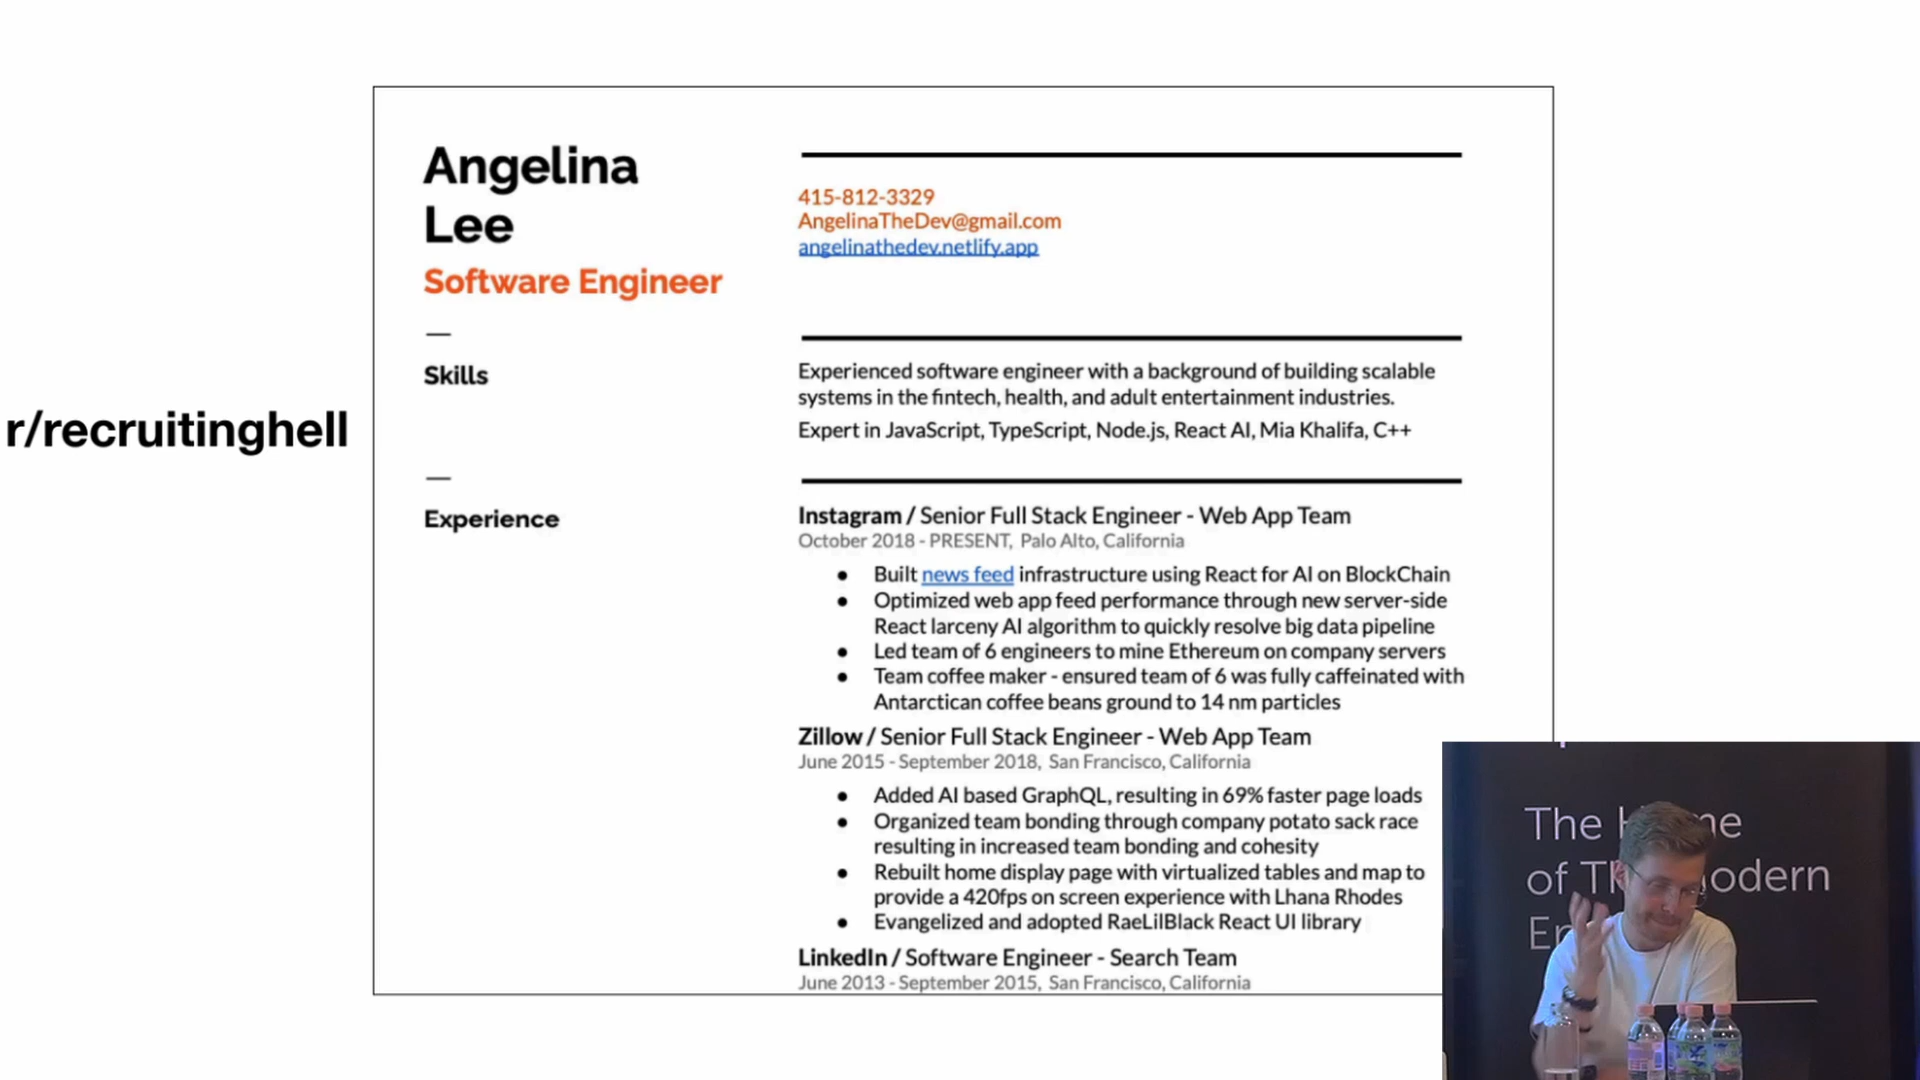 r/recruitinghell
Angelina
Lee
Software Engineer
415-812-3329
AngelinaTheDev@gmail.com
angelinathedev.netlify.app
Skills
Experienced software engineer with a background of building scalable
systems in the fintech, health, and adult entertainment industries.
Expert in JavaScript, TypeScript, Node.js, React AI, Mia Khalifa, C++
Experience
Instagram / Senior Full Stack Engineer - Web App Team
October 2018 - PRESENT, Palo Alto, California
● Built news feed infrastructure using React for AI on BlockChain
● Optimized web app feed performance through new server-side
React larceny AI algorithm to quickly resolve big data pipeline
● Led team of 6 engineers to mine Ethereum on company servers
● Team coffee maker - ensured team of 6 was fully caffeinated with
Antarctican coffee beans ground to 14 nm particles
Zillow / Senior Full Stack Engineer - Web App Team
June 2015 - September 2018, San Francisco, California
● Added AI based GraphQL, resulting in 69% faster page loads
● Organized team bonding through company potato sack race
resulting in increased team bonding and cohesity
● Rebuilt home display page with virtualized tables and map to
provide a 420fps on screen experience with Lhana Rhodes
● Evangelized and adopted RaeLilBlack React UI library
LinkedIn / Software Engineer - Search Team
June 2013 - September 2015, San Francisco, California
The
of